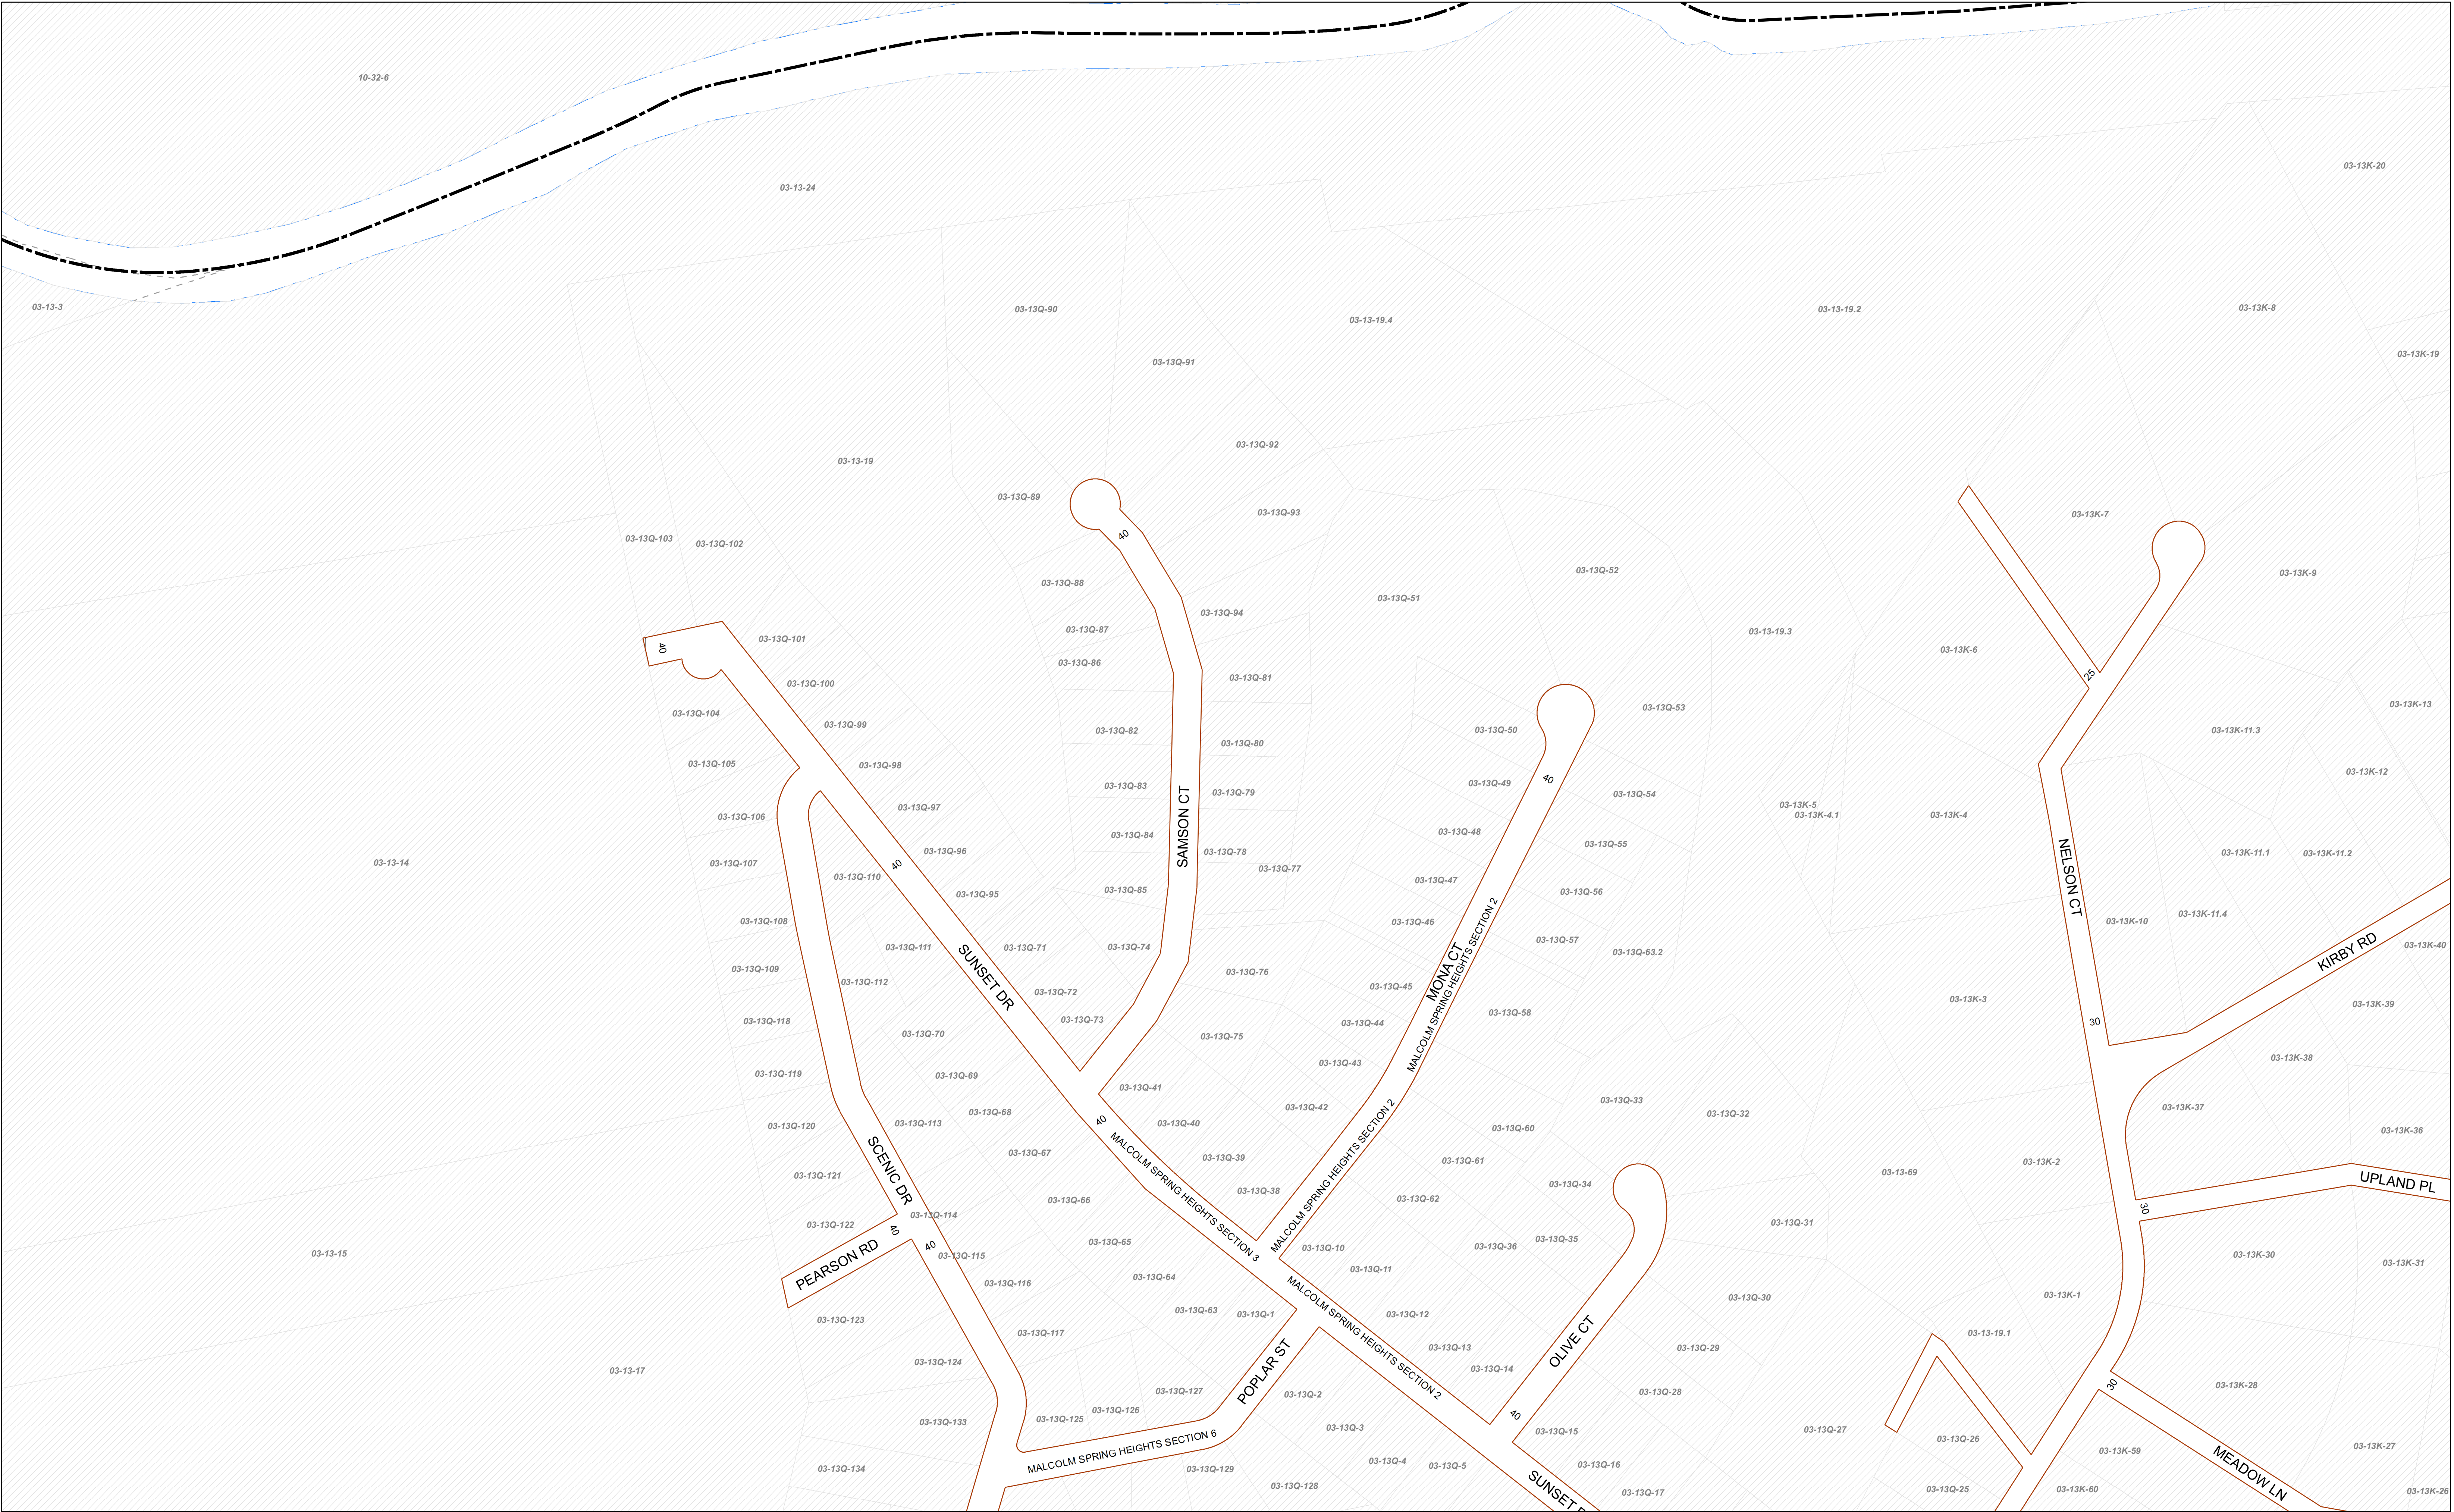 10-32-6
03-13K-20
03-13-24
03-13-3
03-13Q-90
03-13-19.4
03-13-19.2
03-13K-8
03-13K-19
03-13Q-91
03-13Q-92
03-13-19
03-13Q-89
03-13Q-93
03-13K-7
40
03-13Q-103
03-13Q-102
03-13Q-52
03-13K-9
03-13Q-88
03-13Q-51
03-13Q-94
03-13Q-87
03-13-19.3
03-13Q-101
40
03-13K-6
03-13Q-86
03-13Q-81
25
03-13Q-100
03-13K-13
03-13Q-53
03-13Q-104
03-13Q-99
03-13Q-82
03-13Q-50
03-13K-11.3
03-13Q-80
03-13Q-105
03-13Q-98
03-13K-12
40
03-13Q-83
03-13Q-49
03-13Q-79
03-13Q-54
03-13K-5
03-13Q-97
03-13Q-106
03-13K-4.1
03-13K-4
SAMSON CT
03-13Q-84
03-13Q-48
03-13Q-55
03-13Q-96
03-13Q-78
03-13K-11.1
03-13K-11.2
03-13-14
03-13Q-107
40
03-13Q-77
NELSON CT
03-13Q-110
03-13Q-47
03-13Q-85
03-13Q-56
03-13Q-95
03-13K-11.4
03-13Q-108
03-13Q-46
03-13K-10
MALCOLM SPRING HEIGHTS SECTION 2
03-13Q-57
03-13K-40
03-13Q-111
03-13Q-71
03-13Q-74
03-13Q-63.2
KIRBY RD
03-13Q-109
03-13Q-76
MONA CT
SUNSET DR
03-13Q-112
03-13Q-45
03-13Q-72
03-13K-3
03-13K-39
03-13Q-58
03-13Q-118
03-13Q-73
03-13Q-44
30
03-13Q-70
03-13Q-75
03-13K-38
03-13Q-43
03-13Q-119
03-13Q-69
03-13Q-41
03-13Q-33
03-13Q-42
03-13K-37
03-13Q-68
03-13Q-32
40
03-13Q-113
03-13Q-40
03-13Q-120
03-13Q-60
03-13K-36
MALCOLM SPRING HEIGHTS SECTION 2
03-13Q-67
03-13Q-39
03-13Q-61
03-13K-2
SCENIC DR
03-13-69
03-13Q-121
UPLAND PL
03-13Q-34
03-13Q-38
MALCOLM SPRING HEIGHTS SECTION 3
03-13Q-66
03-13Q-62
30
03-13Q-114
03-13Q-122
03-13Q-31
40
03-13Q-35
03-13Q-65
40
03-13Q-36
03-13Q-10
03-13-15
03-13Q-115
03-13K-30
PEARSON RD
03-13K-31
03-13Q-11
03-13Q-64
03-13Q-116
03-13K-1
03-13Q-30
03-13Q-63
03-13Q-1
03-13Q-12
03-13Q-123
MALCOLM SPRING HEIGHTS SECTION 2
03-13Q-117
03-13-19.1
OLIVE CT
03-13Q-13
03-13Q-29
03-13Q-124
03-13Q-14
03-13-17
POPLAR ST
30
03-13K-28
03-13Q-127
03-13Q-28
03-13Q-2
03-13Q-126
40
03-13Q-125
03-13Q-133
03-13Q-3
03-13Q-27
03-13Q-15
03-13Q-26
03-13K-27
MALCOLM SPRING HEIGHTS SECTION 6
03-13K-59
03-13Q-4
03-13Q-5
03-13Q-16
03-13Q-134
03-13Q-129
MEADOW LN
03-13Q-128
03-13Q-25
03-13K-60
03-13K-26
03-13Q-17
SUNSET